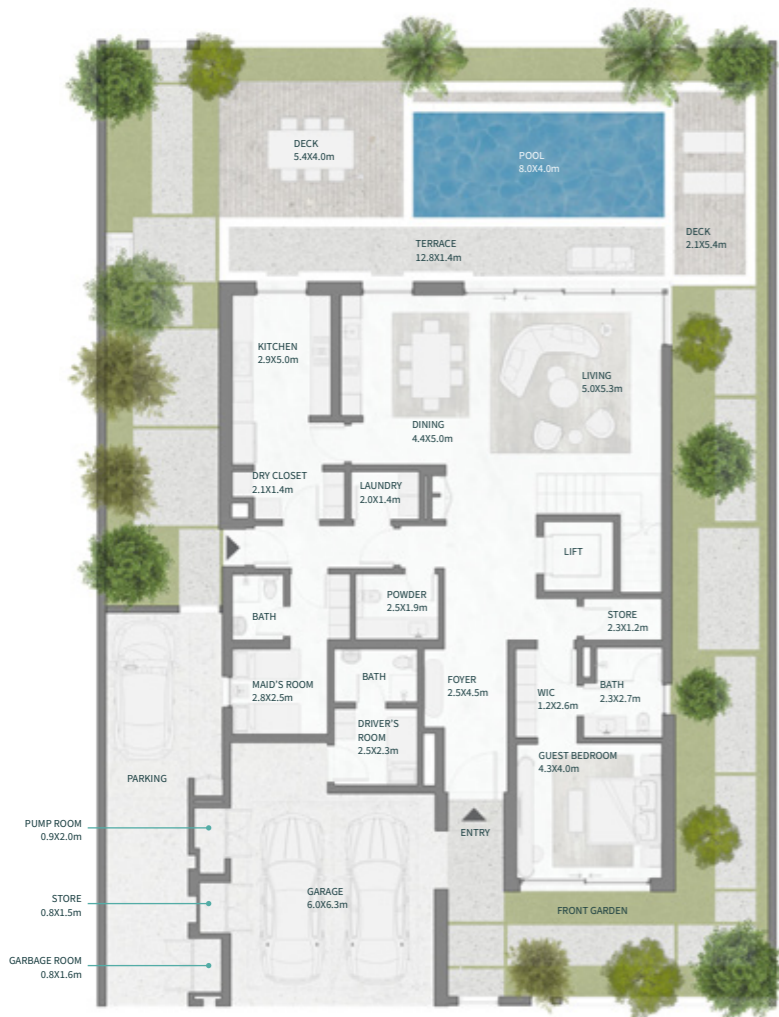 DECK
5.4X4.0m
POOL
8.0X4.0m
DECK
2.1X5.4m
TERRACE
12.8X1.4m
KITCHEN
2.9X5.0m
LIVING
5.0X5.3m
DINING
4.4X5.0m
DRY CLOSET
2.1X1.4m
LAUNDRY
2.0X1.4m
LIFT
POWDER
2.5X1.9m
BATH
STORE
2.3X1.2m
MAID'S ROOM
2.8X2.5m
BATH
FOYER
2.5X4.5m
WIC
1.2X2.6m
BATH
2.3X2.7m
DRIVER'S
ROOM
2.5X2.3m
GUEST BEDROOM
4.3X4.0m
PARKING
PUMP ROOM
0.9X2.0m
ENTRY
STORE
0.8X1.5m
GARAGE
6.0X6.3m
FRONT GARDEN
GARBAGE ROOM
0.8X1.6m